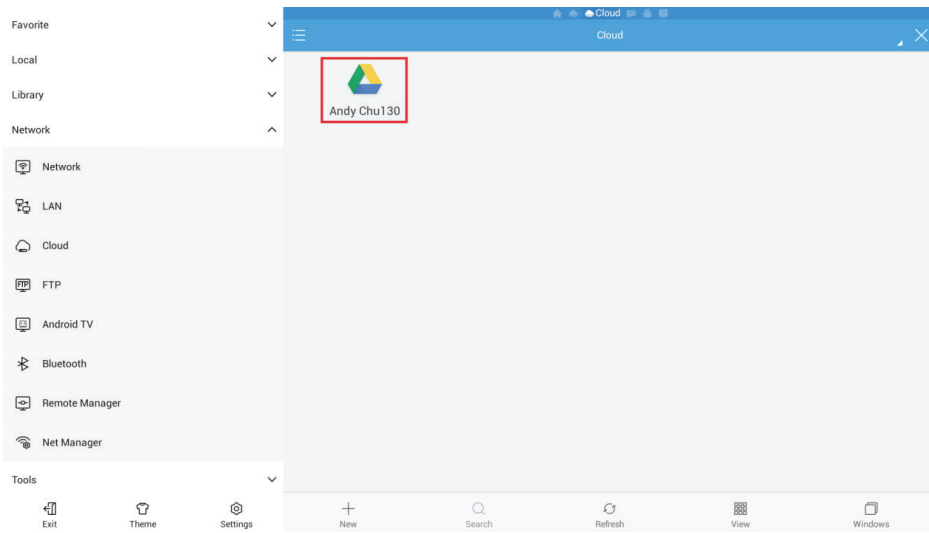 Favorite
Local
Library
Network
Network
LAN
Cloud
FTP
FTP
Android TV
Bluetooth
Remote Manager
Net Manager
Tools
Exit
Theme
Settings
Cloud
Cloud
Andy Chu130
New
Search
Refresh
View
Windows